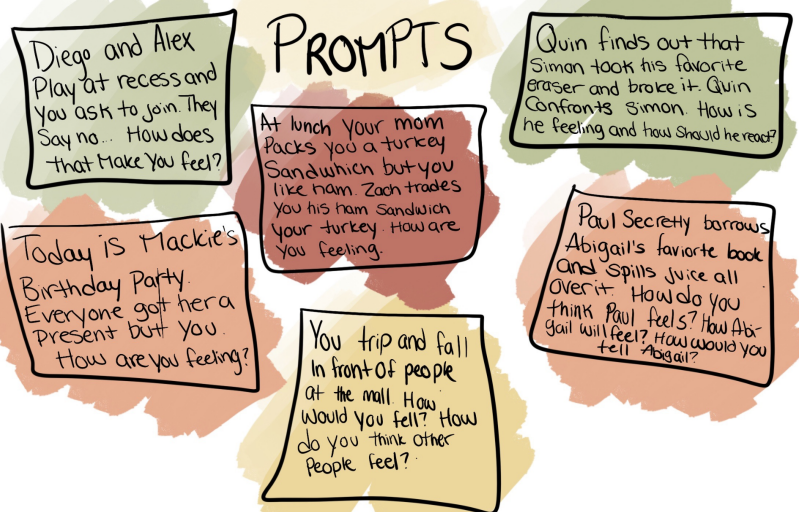 PROMPTS
Diego and Alex
Play at recess and
you ask to join. They
Say no... How does
that Make you feel?
At lunch your mom
Packs you a turkey
Sandwhich but you
like ham. Zach trades
you his ham Sandwich
your turkey. How are
you feeling.
Quin finds out that
Simon took his favorite
eraser and broke it. Quin
Confronts Simon. How is
he feeling and how Should he react?
Today is Mackie's
Birthday Party.
Everyone got her a
Present but you.
How are you feeling?
You trip and fall
In front of people
at the mall. How
would you fell? How
do you think other
People feel?
Paul Secretly borrows
Abigail's faviorte book
and spills juice all
over it. How do you
think Paul feels? How Abi-
gail will feel? How would you
tell Abigail?